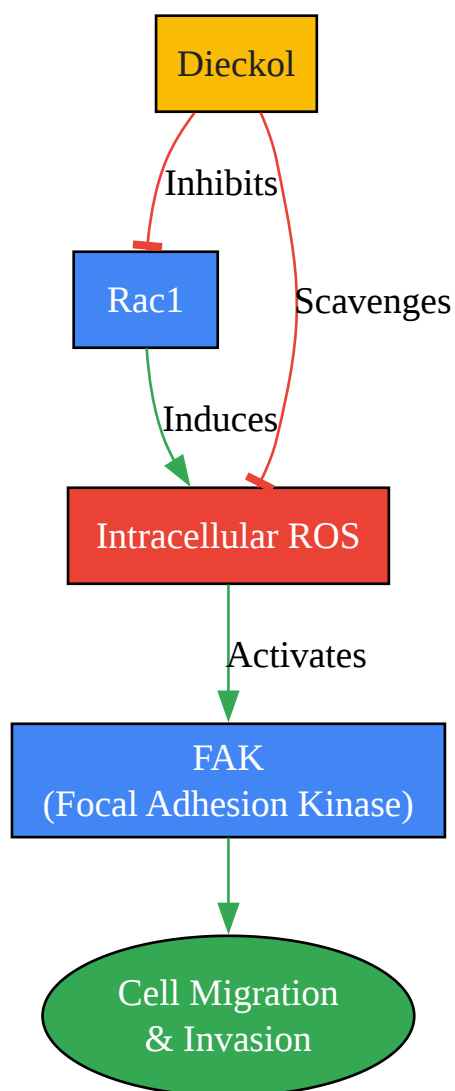 Dieckol
Inhibits
Rac1
Scavenges
Induces
Intracellular ROS
Activates
FAK
(Focal Adhesion Kinase)
Cell Migration
& Invasion